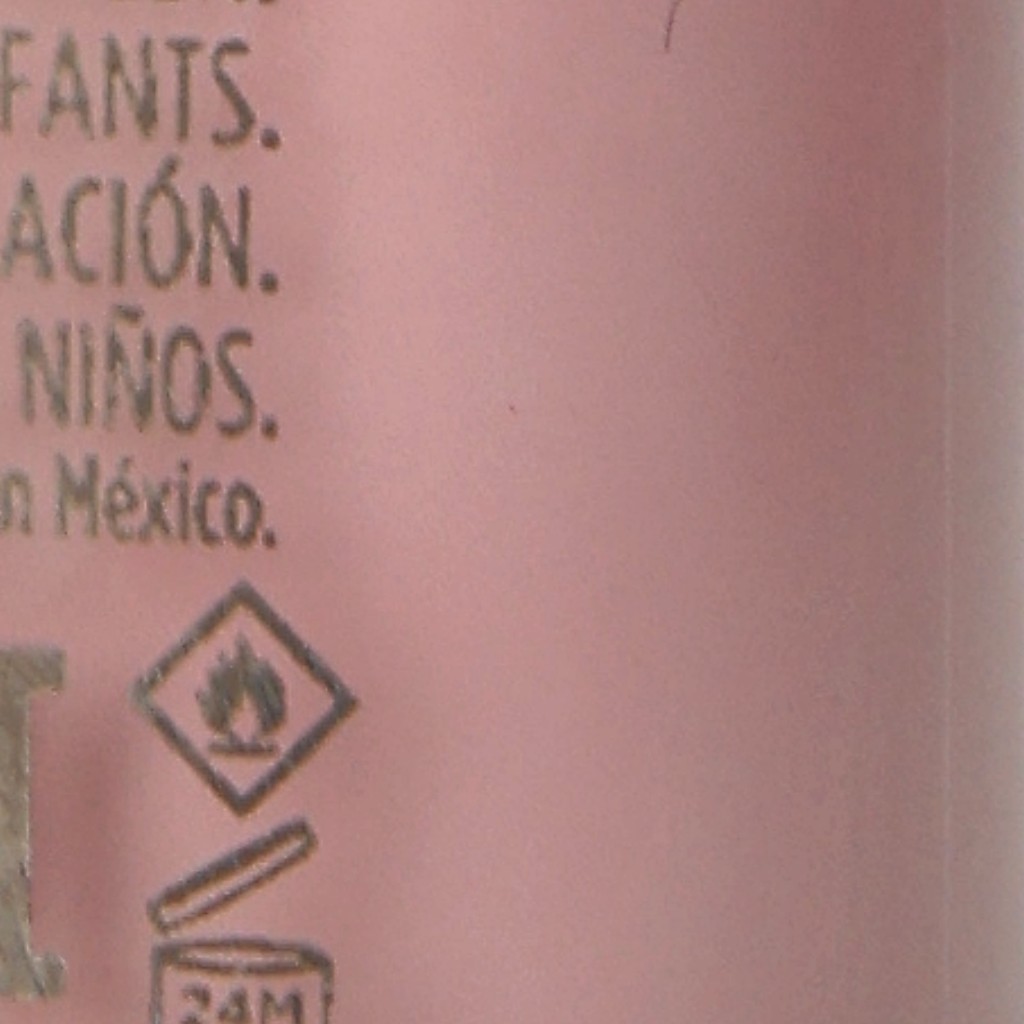 FANTS.
ACIÓN.
NIÑOS.
n México.
24M